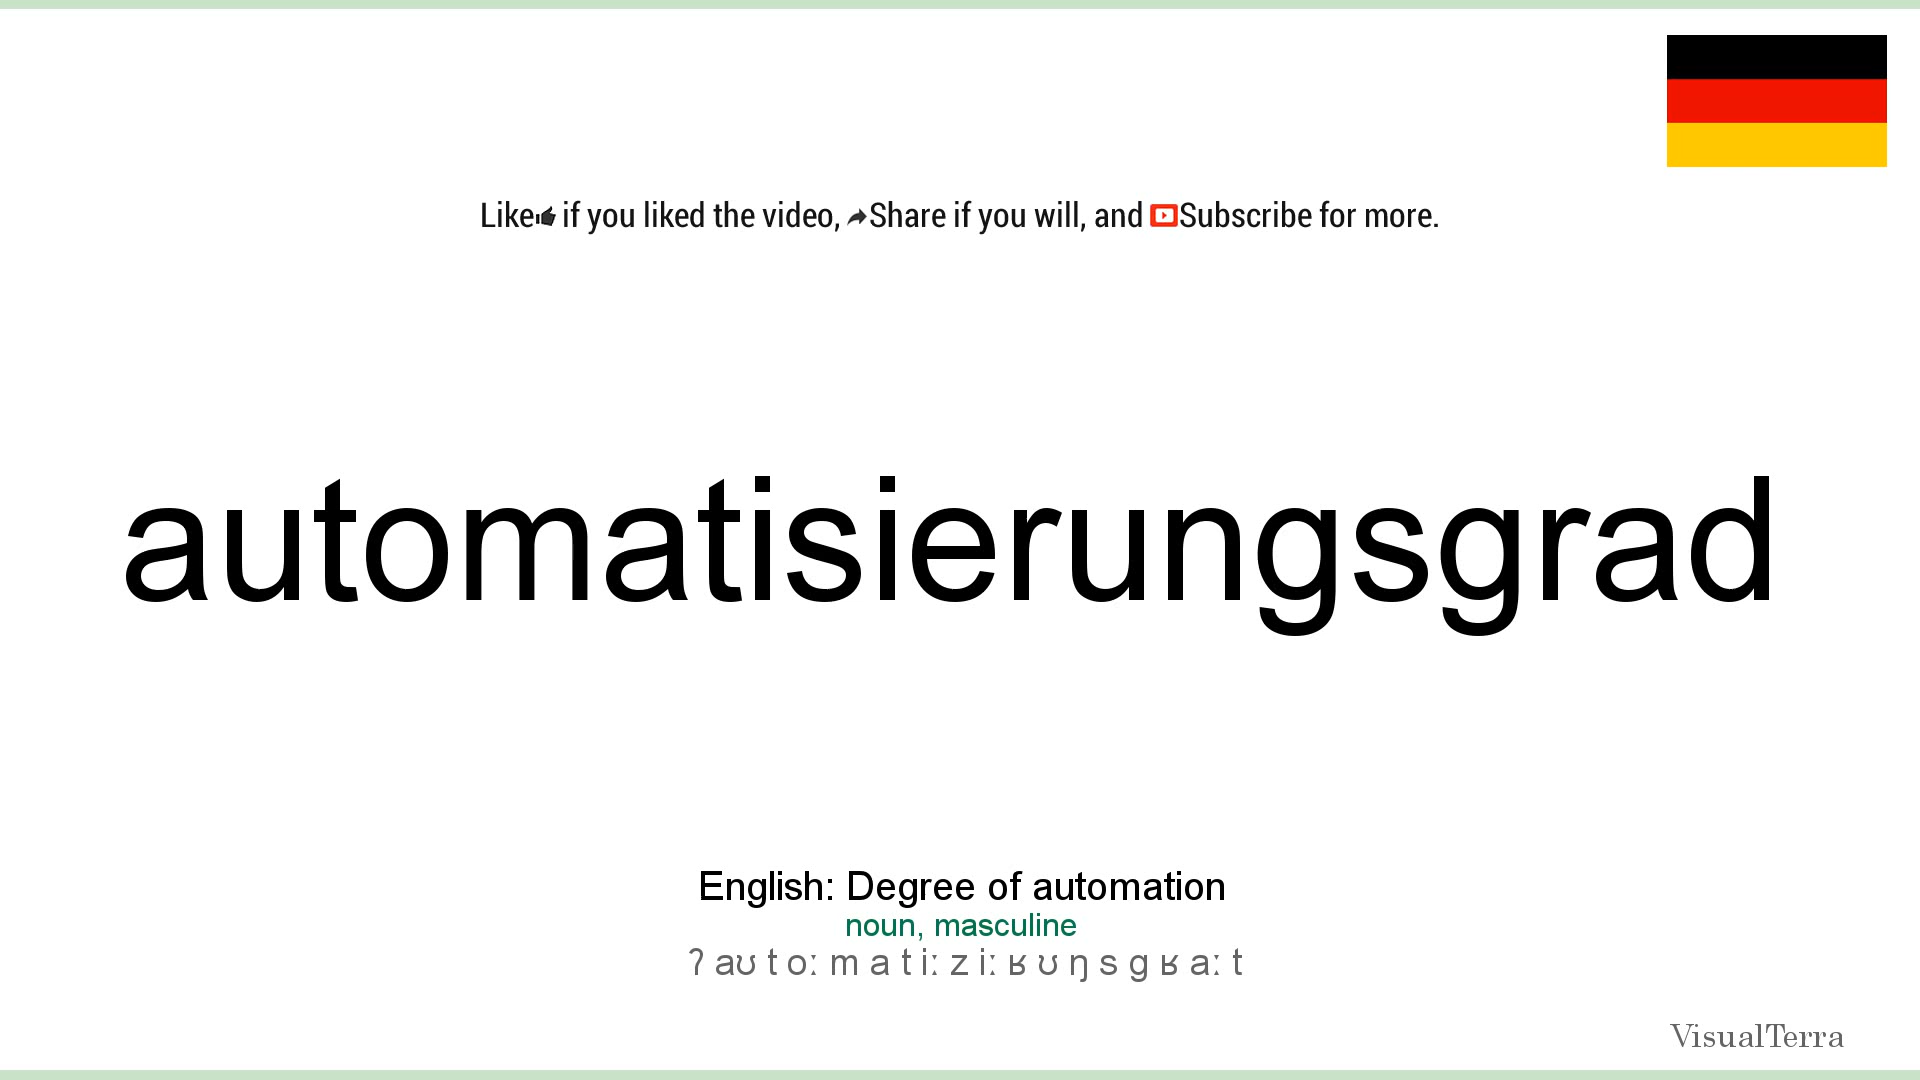 Like if you liked the video, Share if you will, and Subscribe for more.
automatisierungsgrad
English: Degree of automation
noun, masculine
ʔ aʊ t oː m a t iː z iː ʁ ʊ ŋ s g ʁ aː t
VisualTerra